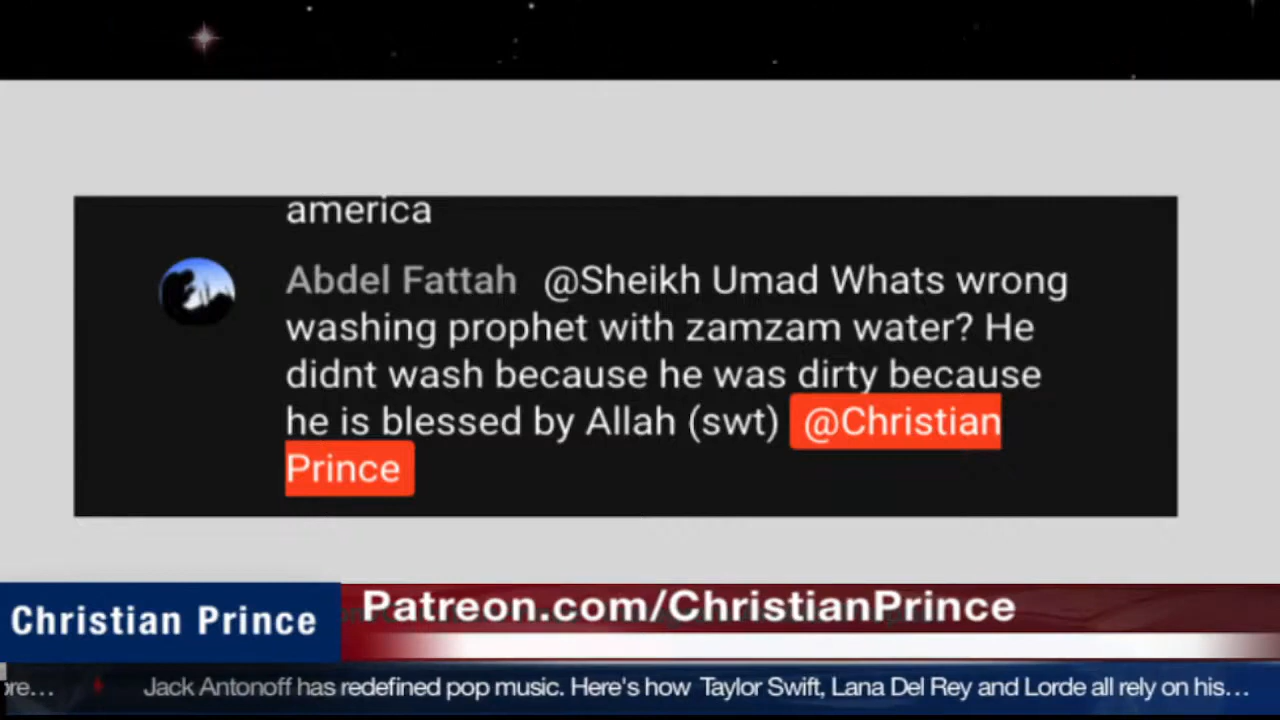 america
Abdel Fattah @Sheikh Umad Whats wrong
washing prophet with zamzam water? He
didnt wash because he was dirty because
he is blessed by Allah (swt) @Christian
Prince
Christian Prince
Patreon.com/ChristianPrince
ore... Jack Antonoff has redefined pop music. Here's how Taylor Swift, Lana Del Rey and Lorde all rely on his...